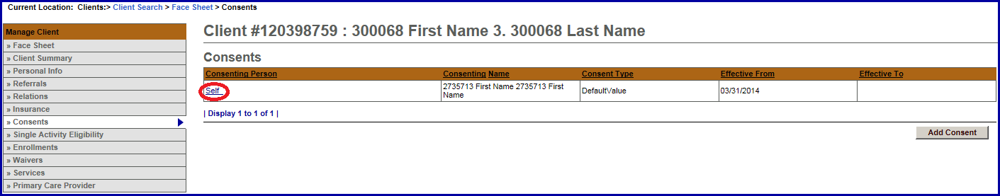 Current Location: Clients:> Client Search > Face Sheet > Consents
Manage Client
» Face Sheet
» Client Summary
» Personal Info
» Referrals
» Relations
» Insurance
» Consents
» Single Activity Eligibility
» Enrollments
» Waivers
» Services
» Primary Care Provider
Client #120398759 : 300068 First Name 3. 300068 Last Name
Consents
Consenting Person Consenting Name Consent Type Effective From Effective To
Self 2735713 First Name 2735713 First Name DefaultValue 03/31/2014
| Display 1 to 1 of 1 |
Add Consent